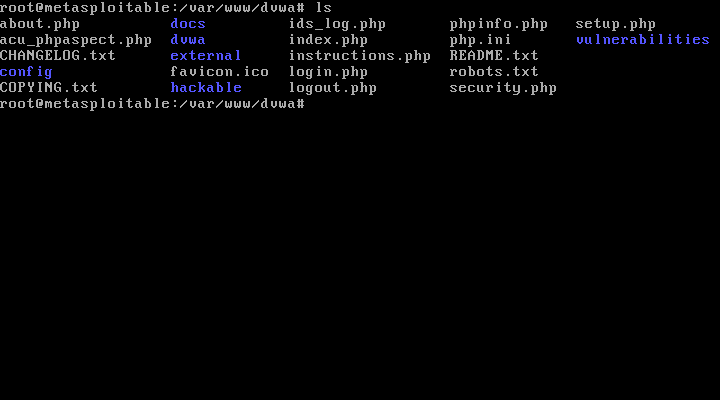 root@metasploitable:/var/www/dvwa# ls
about.php docs ids_log.php phpinfo.php setup.php
acu_phpaspect.php dvwa index.php php.ini vulnerabilities
CHANGELOG.txt external instructions.php README.txt
config favicon.ico login.php robots.txt
COPYING.txt hackable logout.php security.php
root@metasploitable:/var/www/dvwa#